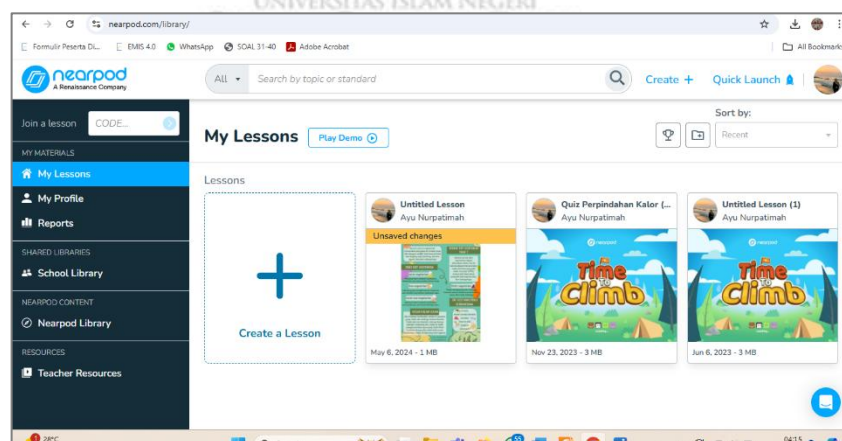 UNIVERSITAS ISLAM NEGERI
nearpod.com/library/
Formulir Peserta Di... EMIS 4.0 WhatsApp SOAL 31-40 Adobe Acrobat All Bookmarks
nearpod
A Renaissance Company
All Search by topic or standard Create + Quick Launch
Join a lesson CODE...
Sort by:
My Lessons Play Demo Recent
MY MATERIALS
My Lessons
My Profile
Reports
SHARED LIBRARIES
School Library
NEARPOD CONTENT
Nearpod Library
RESOURCES
Teacher Resources
Lessons
Create a Lesson
Untitled Lesson
Ayu Nurpatimah
Unsaved changes
May 6, 2024 - 1 MB
Quiz Perpindahan Kalor (...
Ayu Nurpatimah
nearpod
Time to Climb
Nov 23, 2023 - 3 MB
Untitled Lesson (1)
Ayu Nurpatimah
nearpod
Time to Climb
Jun 6, 2023 - 3 MB
28°C 04:15